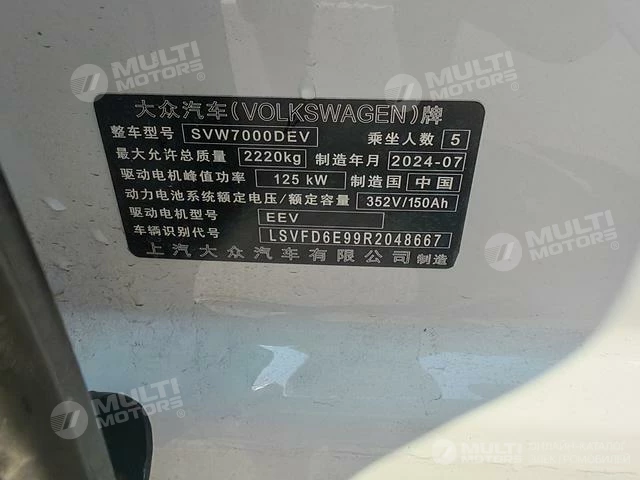 MULTI MOTORS®
MULTI MOTORS®
大众汽车(VOLKSWAGEN)牌
整车型号 SVW7000DEV 乘坐人数 5
最大允许总质量 2220kg 制造年月 2024-07
驱动电机峰值功率 125 kW 制造国 中国
动力电池系统额定电压/额定容量 352V/150Ah
驱动电机型号 EEV
车辆识别代号 LSVFD6E99R2048667
上汽大众汽车有限公司 制造
MULTI MOTORS®
MULTI MOTORS®
MULTI MOTORS